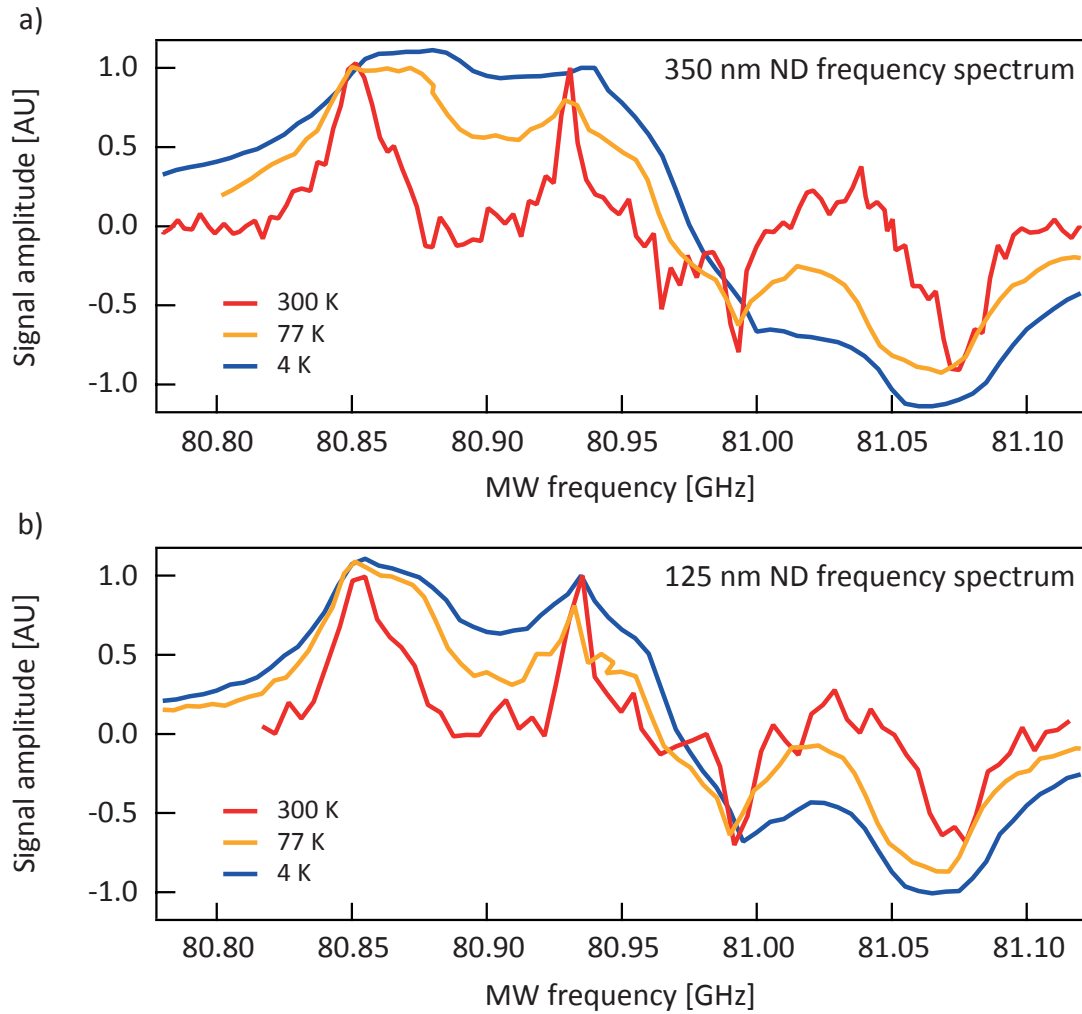 a)
350 nm ND frequency spectrum
Signal amplitude [AU]
1.0
0.5
0.0
-0.5
-1.0
300 K
77 K
4 K
80.80 80.85 80.90 80.95 81.00 81.05 81.10
MW frequency [GHz]
b)
125 nm ND frequency spectrum
Signal amplitude [AU]
1.0
0.5
0.0
-0.5
-1.0
300 K
77 K
4 K
80.80 80.85 80.90 80.95 81.00 81.05 81.10
MW frequency [GHz]